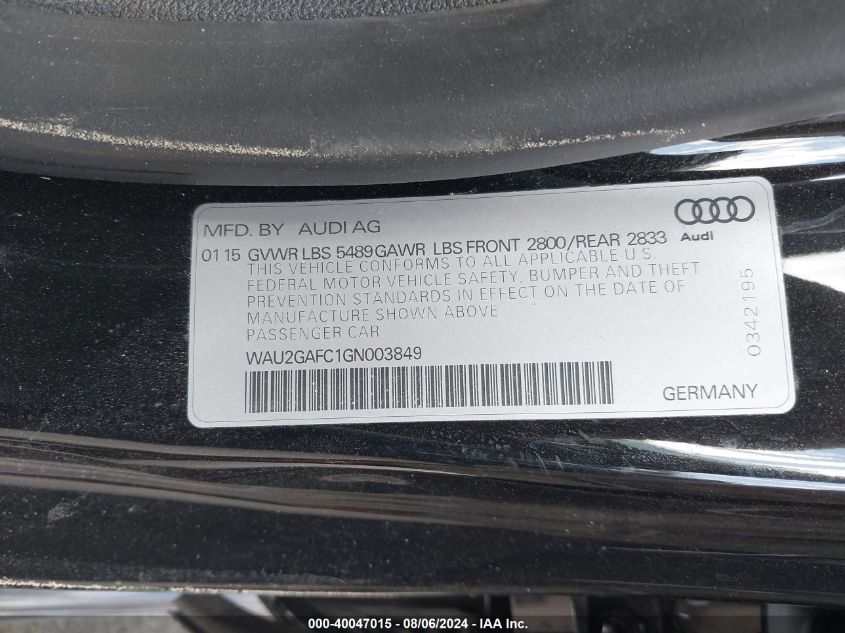 MFD. BY AUDI AG
Audi
01 15 GVWR LBS 5489 GAWR LBS FRONT 2800/REAR 2833
THIS VEHICLE CONFORMS TO ALL APPLICABLE U.S.
FEDERAL MOTOR VEHICLE SAFETY, BUMPER AND THEFT
PREVENTION STANDARDS IN EFFECT ON THE DATE OF
MANUFACTURE SHOWN ABOVE
PASSENGER CAR
0342195
WAU2GAFC1GN003849
GERMANY
000-40047015 - 08/06/2024 - © IAA, Inc.